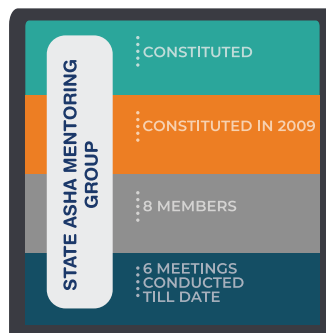 STATE ASHA MENTORING
GROUP
CONSTITUTED
CONSTITUTED IN 2009
8 MEMBERS
6 MEETINGS
CONDUCTED
TILL DATE